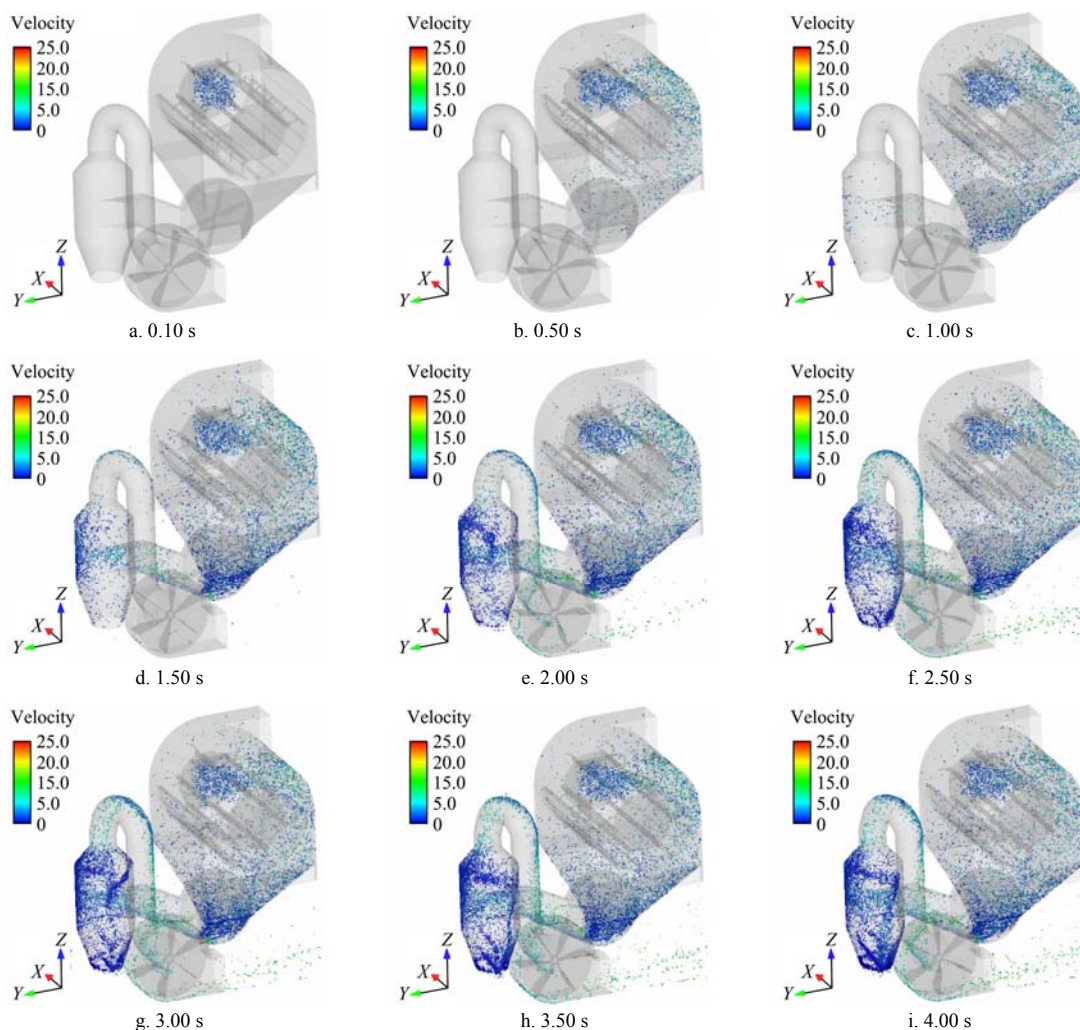 Velocity Velocity Velocity
25.0 25.0 25.0
20.0 20.0 20.0
15.0 15.0 15.0
5.0 5.0 5.0
0 0 0
Z Z Z
X X X
Y Y Y
a. 0.10 s b. 0.50 s c. 1.00 s
Velocity Velocity Velocity
25.0 25.0 25.0
20.0 20.0 20.0
15.0 15.0 15.0
5.0 5.0 5.0
0 0 0
Z Z Z
X X X
Y Y Y
d. 1.50 s e. 2.00 s f. 2.50 s
Velocity Velocity Velocity
25.0 25.0 25.0
20.0 20.0 20.0
15.0 15.0 15.0
5.0 5.0 5.0
0 0 0
Z Z Z
X X X
Y Y Y
g. 3.00 s h. 3.50 s i. 4.00 s